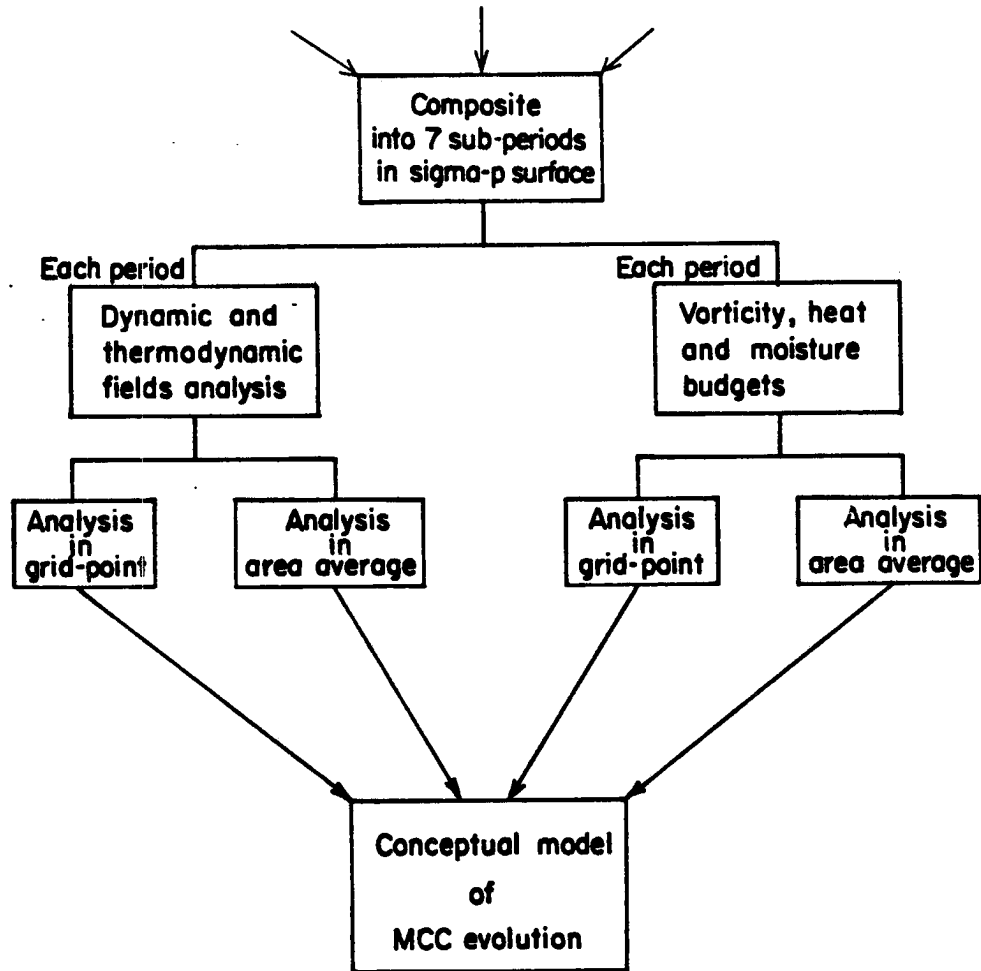 Composite
into 7 sub-periods
in sigma-p surface
Each period
Each period
Dynamic and
thermodynamic
fields analysis
Vorticity, heat
and moisture
budgets
Analysis
in
grid-point
Analysis
in
area average
Analysis
in
grid-point
Analysis
in
area average
Conceptual model
of
MCC evolution